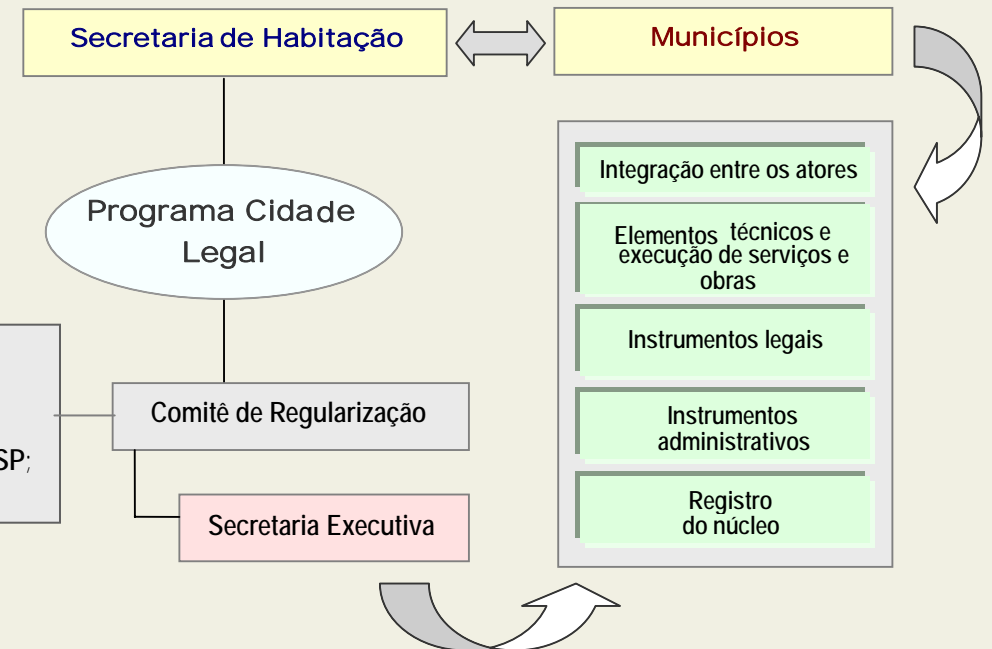 Secretaria de Habitação
Municípios
Programa Cidade
Legal
SP;
Comitê de Regularização
Secretaria Executiva
Integração entre os atores
Elementos técnicos e
execução de serviços e
obras
Instrumentos legais
Instrumentos
administrativos
Registro
do núcleo